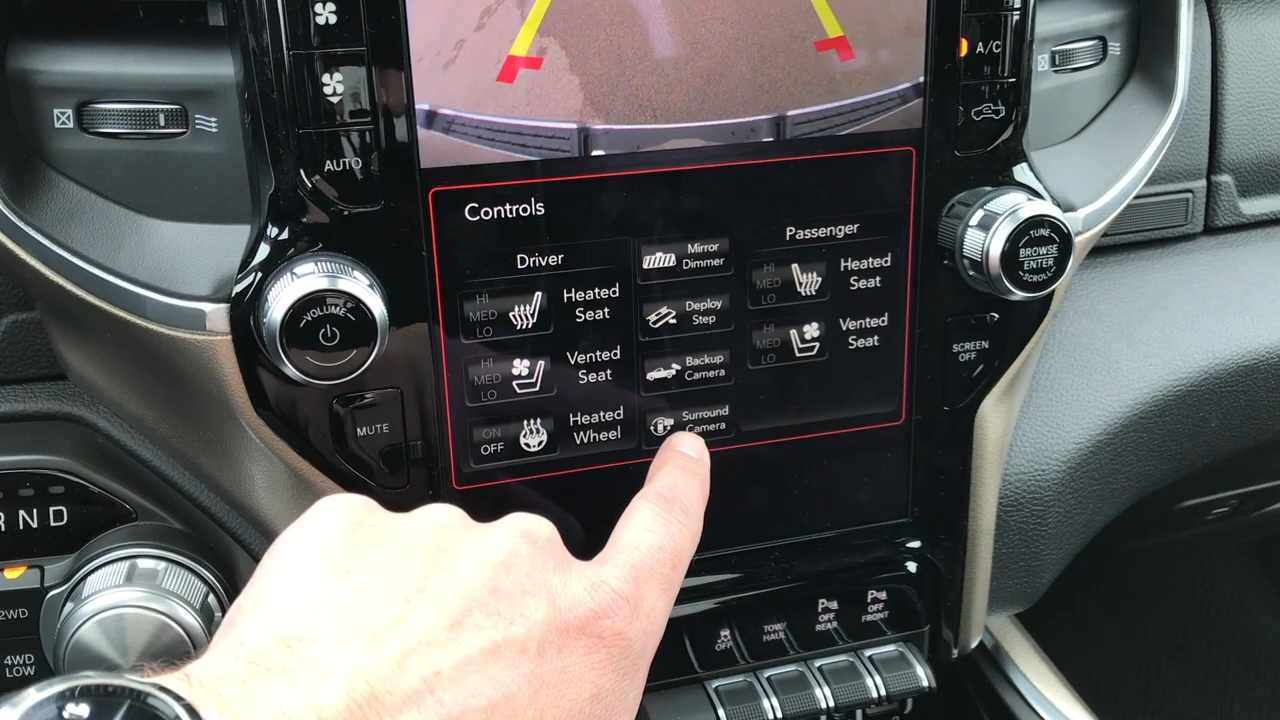 AUTO
A/C
Controls
Driver
HI
MED
LO
Heated
Seat
HI
MED
LO
Vented
Seat
ON
OFF
Heated
Wheel
Mirror
Dimmer
Deploy
Step
Backup
Camera
Surround
Camera
Passenger
HI
MED
LO
Heated
Seat
HI
MED
LO
Vented
Seat
VOLUME
MUTE
TUNE
BROWSE
ENTER
SCROLL
SCREEN
OFF
R N D
2WD
4WD
LOW
OFF
TOW/
HAUL
P
OFF
REAR
P
OFF
FRONT